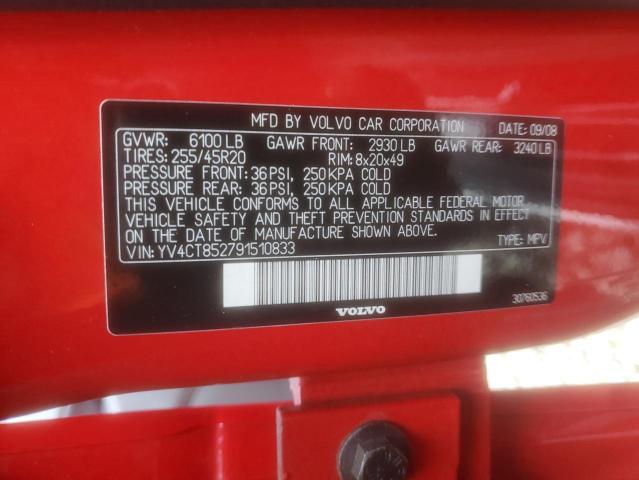 MFD BY VOLVO CAR CORPORATION DATE: 09/08
GVWR: 6100 LB GAWR FRONT: 2930 LB GAWR REAR: 3240 LB
TIRES: 255/45R20 RIM: 8x20x49
PRESSURE FRONT: 36 PSI, 250 KPA COLD
PRESSURE REAR: 36 PSI, 250 KPA COLD
THIS VEHICLE CONFORMS TO ALL APPLICABLE FEDERAL MOTOR
VEHICLE SAFETY AND THEFT PREVENTION STANDARDS IN EFFECT
ON THE DATE OF MANUFACTURE SHOWN ABOVE.
VIN: YV4CT852791510833 TYPE: MPV
30760536
VOLVO